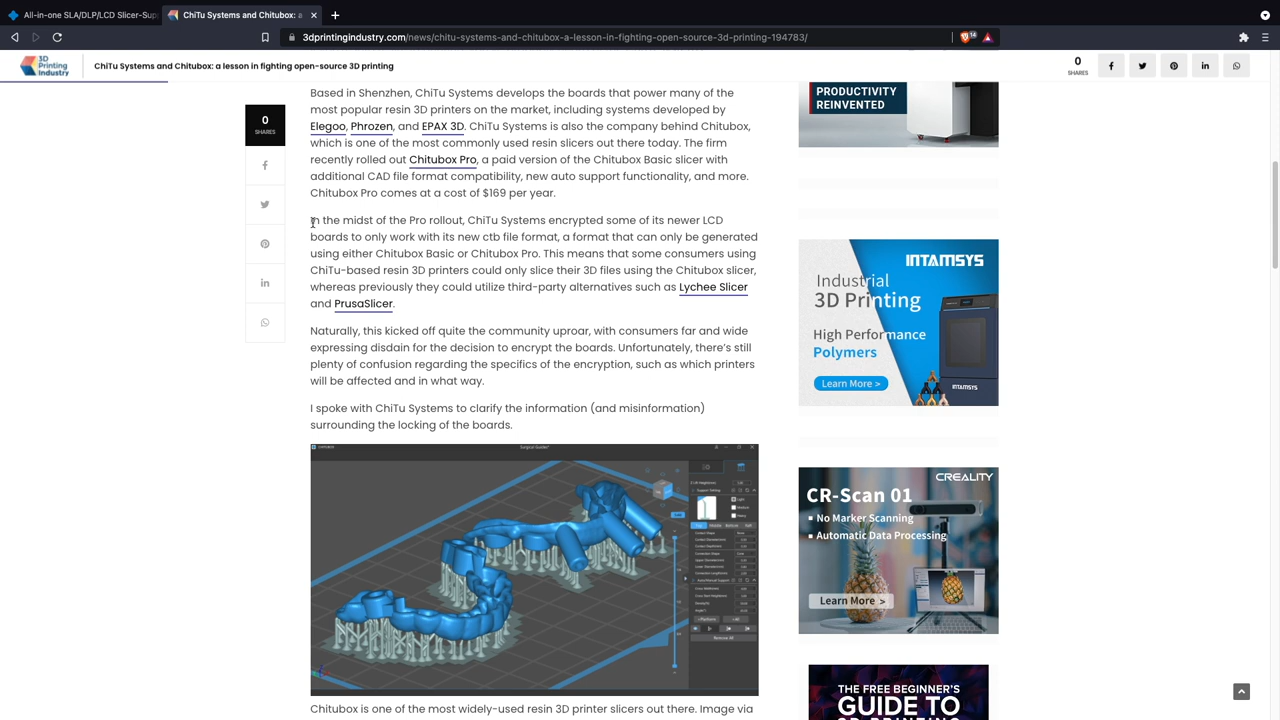 All-in-one SLA/DLP/LCD Slicer-Sup
ChiTu Systems and Chitubox: a
3dprintingindustry.com/news/chitu-systems-and-chitubox-a-lesson-in-fighting-open-source-3d-printing-194783/
14
3D
Printing
Industry
ChiTu Systems and Chitubox: a lesson in fighting open-source 3D printing
0
SHARES
0
SHARES
Based in Shenzhen, ChiTu Systems develops the boards that power many of the
most popular resin 3D printers on the market, including systems developed by
Elegoo, Phrozen, and EPAX 3D. ChiTu Systems is also the company behind Chitubox,
which is one of the most commonly used resin slicers out there today. The firm
recently rolled out Chitubox Pro, a paid version of the Chitubox Basic slicer with
additional CAD file format compatibility, new auto support functionality, and more.
Chitubox Pro comes at a cost of $169 per year.
In the midst of the Pro rollout, ChiTu Systems encrypted some of its newer LCD
boards to only work with its new ctb file format, a format that can only be generated
using either Chitubox Basic or Chitubox Pro. This means that some consumers using
ChiTu-based resin 3D printers could only slice their 3D files using the Chitubox slicer,
whereas previously they could utilize third-party alternatives such as Lychee Slicer
and PrusaSlicer.
Naturally, this kicked off quite the community uproar, with consumers far and wide
expressing disdain for the decision to encrypt the boards. Unfortunately, there's still
plenty of confusion regarding the specifics of the encryption, such as which printers
will be affected and in what way.
I spoke with ChiTu Systems to clarify the information (and misinformation)
surrounding the locking of the boards.
Chitubox is one of the most widely-used resin 3D printer slicers out there. Image via
PRODUCTIVITY
REINVENTED
INTAMSYS
Industrial
3D Printing
High Performance
Polymers
Learn More >
INTAMSYS
CREALITY
CR-Scan 01
No Marker Scanning
Automatic Data Processing
Learn More >
THE FREE BEGINNER'S
GUIDE TO